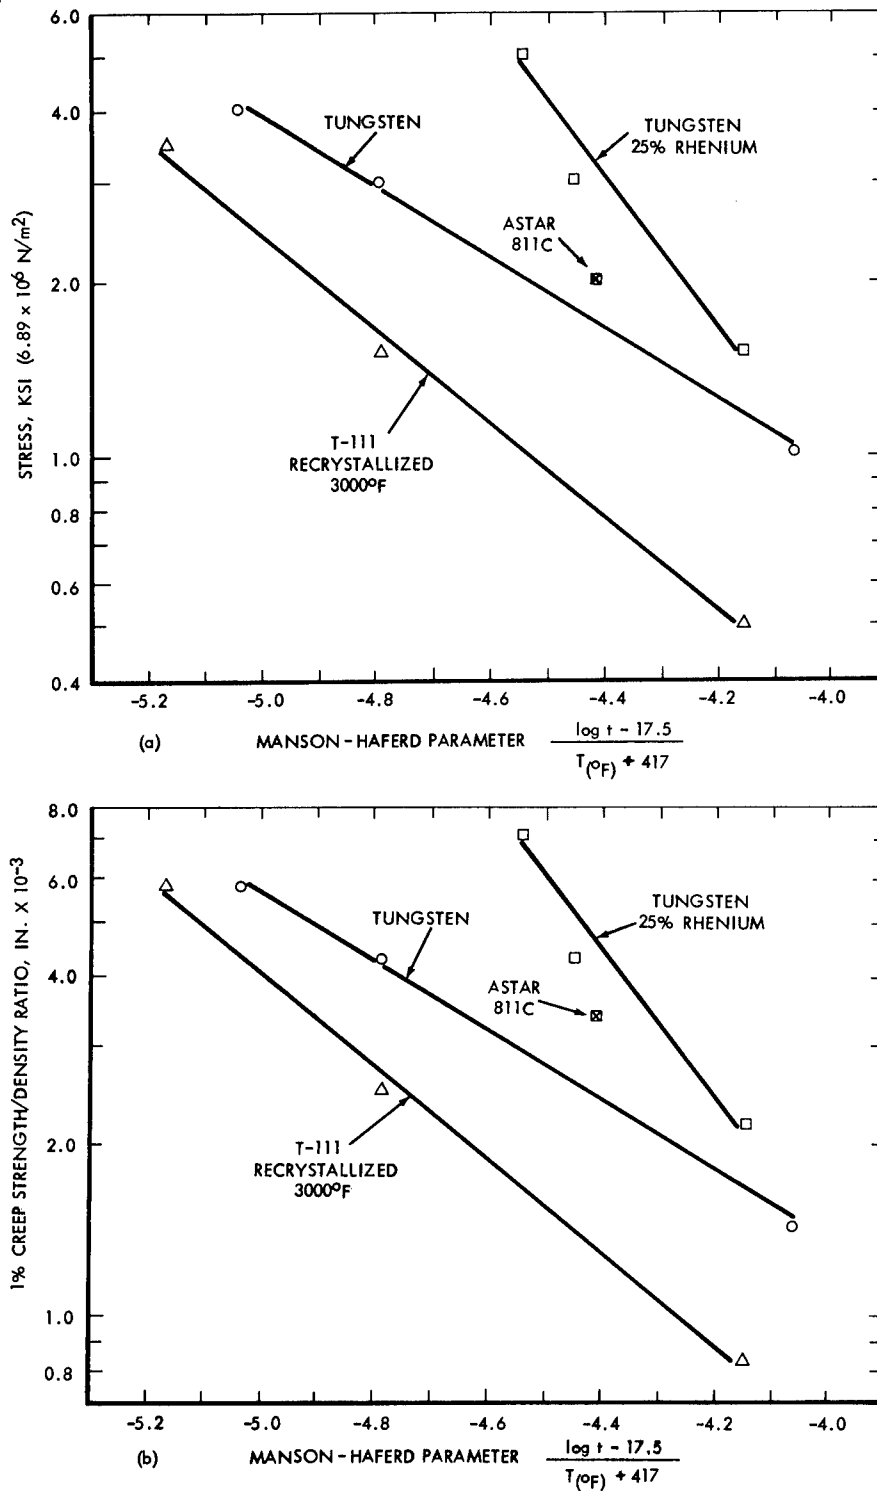 6.0
4.0
2.0
1.0
0.8
0.6
0.4
STRESS, KSI (6.89 x 10⁶ N/m²)
TUNGSTEN
TUNGSTEN
25% RHENIUM
ASTAR
811C
T-111
RECRYSTALLIZED
3000°F
-5.2 -5.0 -4.8 -4.6 -4.4 -4.2 -4.0
(a) MANSON-HAFERD PARAMETER log t - 17.5
T(°F) + 417
8.0
6.0
4.0
2.0
1.0
0.8
1% CREEP STRENGTH/DENSITY RATIO, IN. X 10⁻³
TUNGSTEN
TUNGSTEN
25% RHENIUM
ASTAR
811C
T-111
RECRYSTALLIZED
3000°F
-5.2 -5.0 -4.8 -4.6 -4.4 -4.2 -4.0
(b) MANSON-HAFERD PARAMETER log t - 17.5
T(°F) + 417